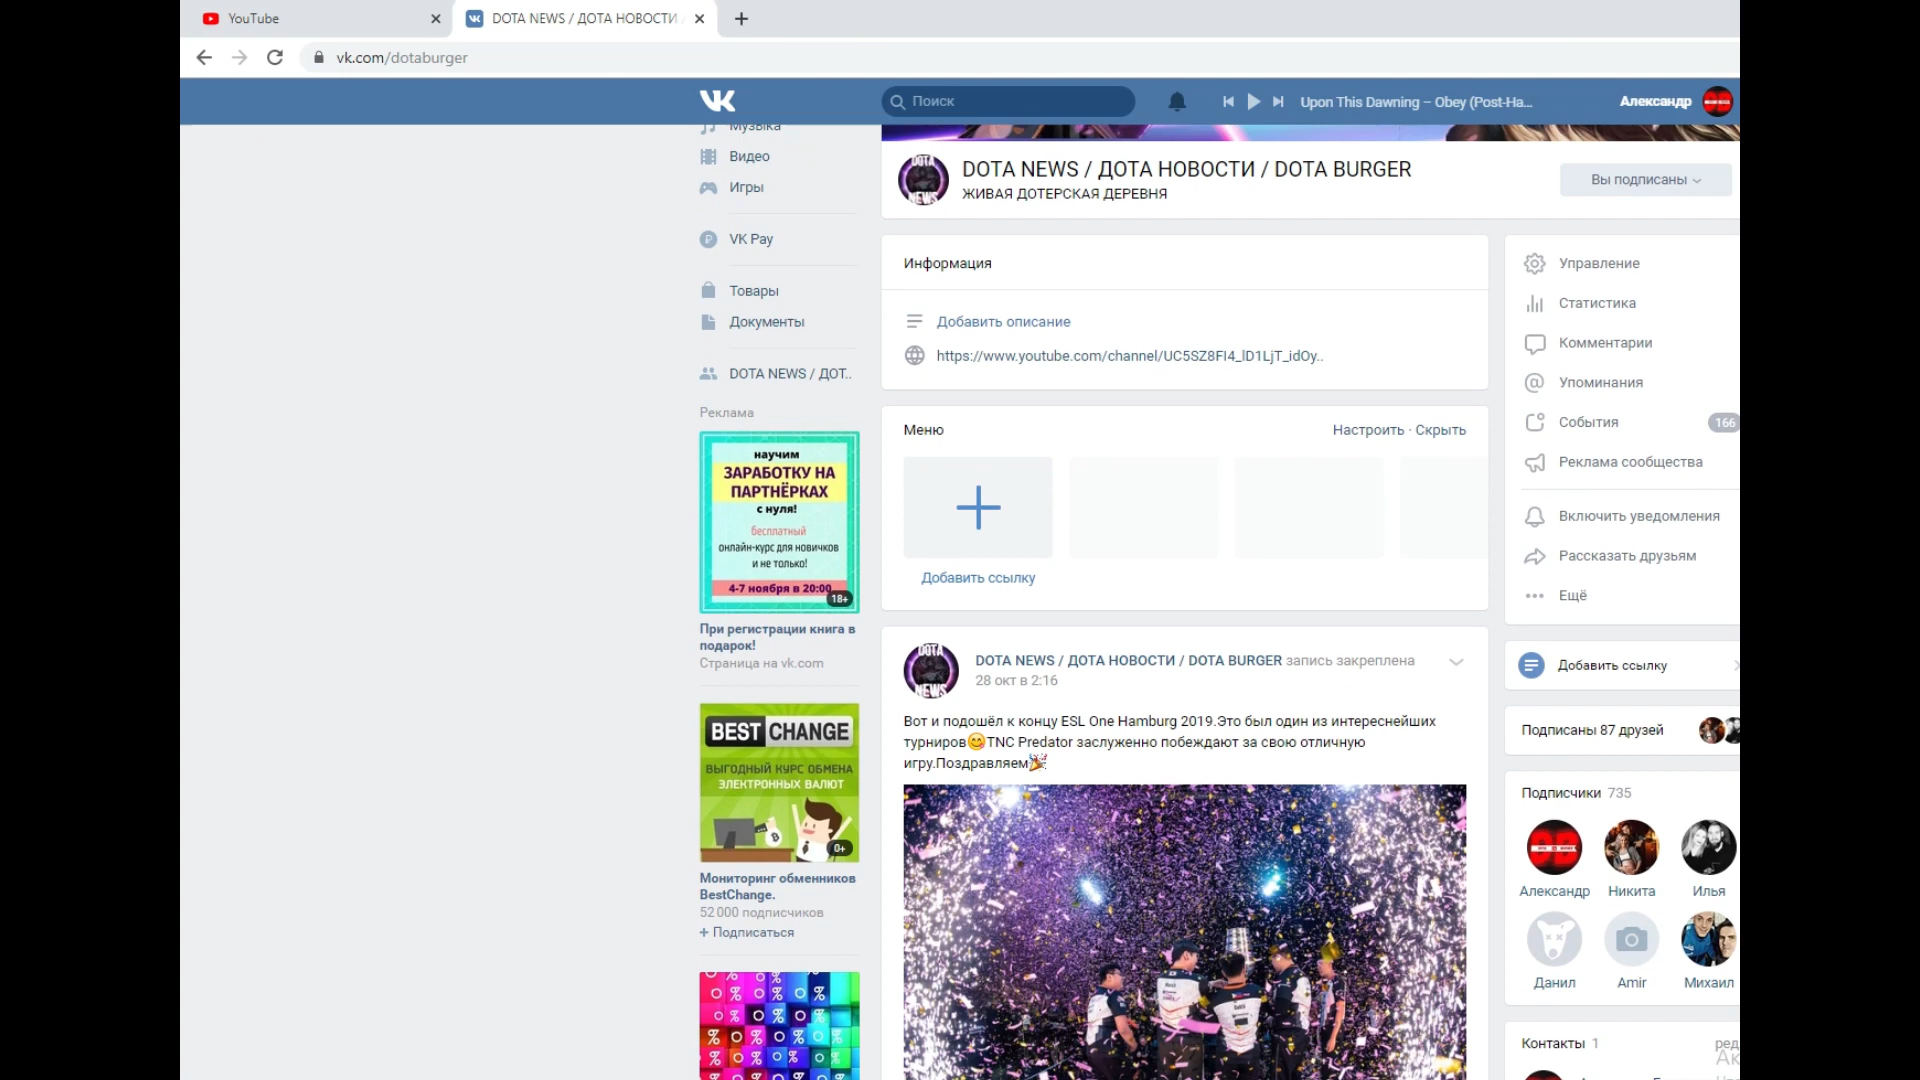 YouTube
DOTA NEWS / ДОТА НОВОСТИ /
vk.com/dotaburger
Поиск
Upon This Dawning – Obey (Post-Ha...
Александр
Музыка
Видео
Игры
VK Pay
Товары
Документы
DOTA NEWS / ДОТ..
Реклама
научим
ЗАРАБОТКУ НА
ПАРТНЁРКАХ
с нуля!
бесплатный
онлайн-курс для новичков
и не только!
4-7 ноября в 20:00
18+
При регистрации книга в
подарок!
Страница на vk.com
BEST CHANGE
ВЫГОДНЫЙ КУРС ОБМЕНА
ЭЛЕКТРОННЫХ ВАЛЮТ
0+
Мониторинг обменников
BestChange.
52 000 подписчиков
+ Подписаться
DOTA NEWS
DOTA NEWS / ДОТА НОВОСТИ / DOTA BURGER
ЖИВАЯ ДОТЕРСКАЯ ДЕРЕВНЯ
Вы подписаны
Информация
Добавить описание
https://www.youtube.com/channel/UC5SZ8FI4_lD1LjT_idOy..
Меню
Настроить · Скрыть
Добавить ссылку
DOTA NEWS
DOTA NEWS / ДОТА НОВОСТИ / DOTA BURGER запись закреплена
28 окт в 2:16
Вот и подошёл к концу ESL One Hamburg 2019.Это был один из интереснейших
турниров😋TNC Predator заслуженно побеждают за свою отличную
игру.Поздравляем🎉
Управление
Статистика
Комментарии
Упоминания
События 166
Реклама сообщества
Включить уведомления
Рассказать друзьям
Ещё
Добавить ссылку
Подписаны 87 друзей
Подписчики 735
Александр
Никита
Илья
Данил
Amir
Михаил
Контакты 1
ред